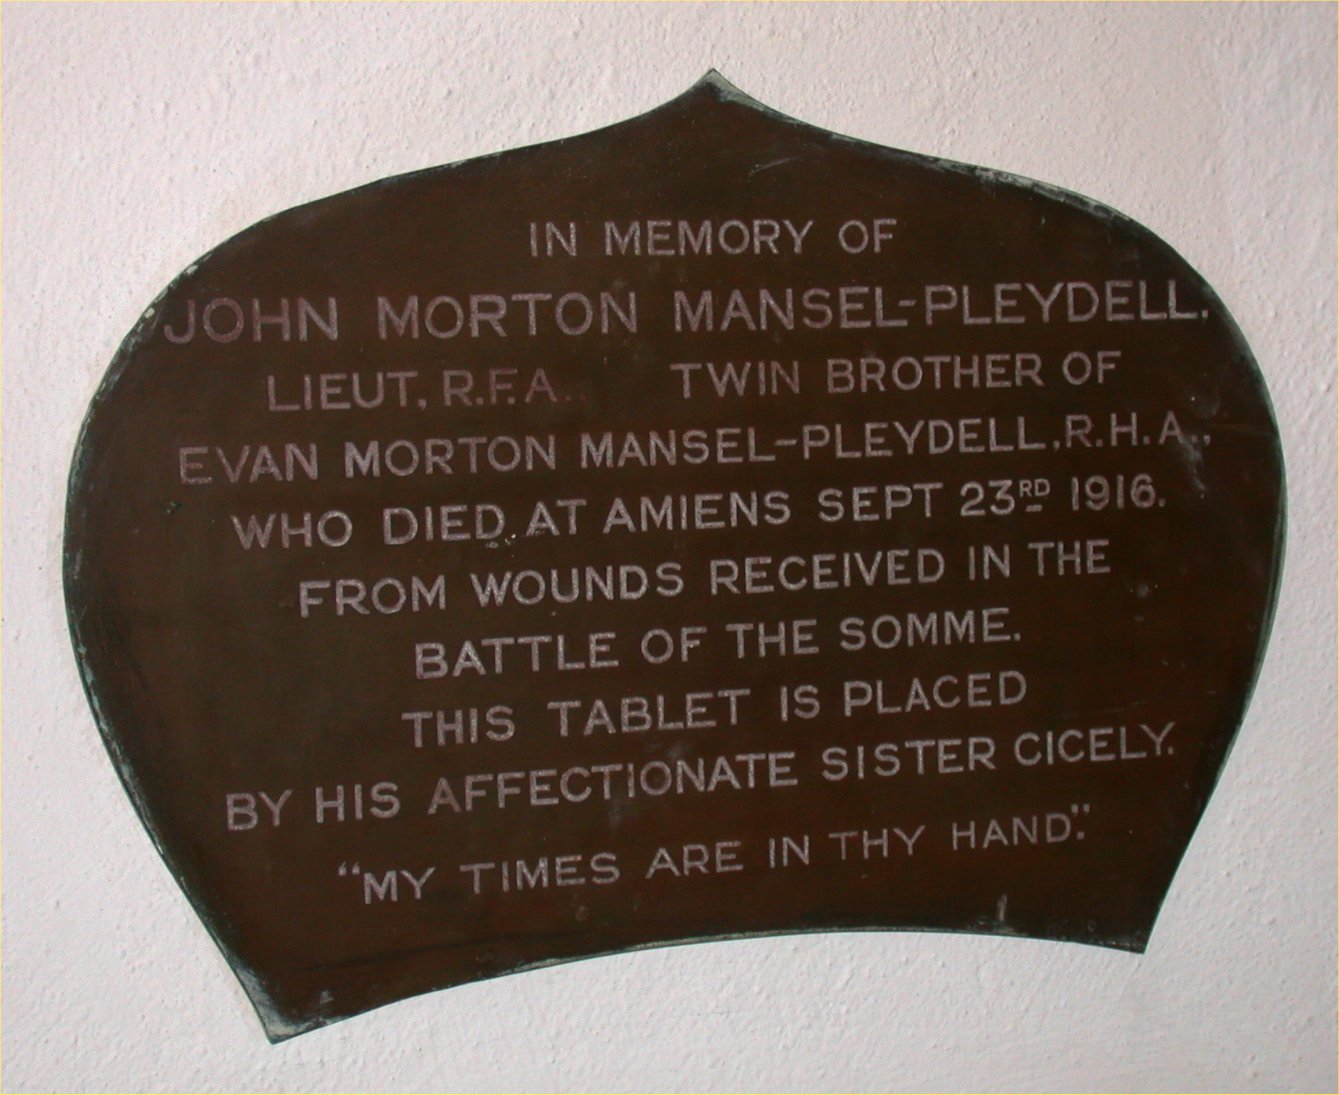 IN MEMORY OF
JOHN MORTON MANSEL-PLEYDELL,
LIEUT, R.F.A., TWIN BROTHER OF
EVAN MORTON MANSEL-PLEYDELL, R.H.A.,
WHO DIED AT AMIENS SEPT 23RD 1916.
FROM WOUNDS RECEIVED IN THE
BATTLE OF THE SOMME.
THIS TABLET IS PLACED
BY HIS AFFECTIONATE SISTER CICELY.
"MY TIMES ARE IN THY HAND".